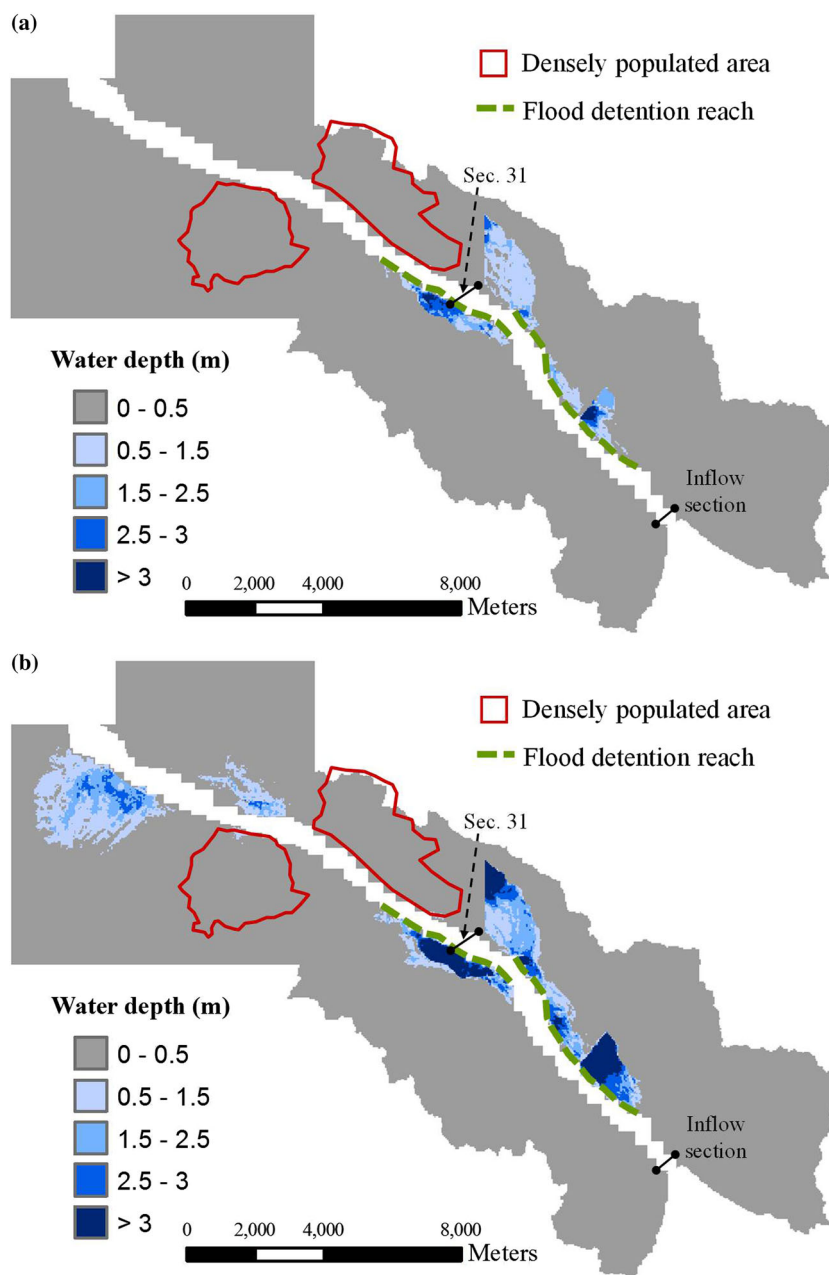 (a)
Densely populated area
Flood detention reach
Sec. 31
Water depth (m)
0 - 0.5
0.5 - 1.5
1.5 - 2.5
2.5 - 3
> 3
Inflow
section
0 2,000 4,000 8,000
Meters
(b)
Densely populated area
Flood detention reach
Sec. 31
Water depth (m)
0 - 0.5
0.5 - 1.5
1.5 - 2.5
2.5 - 3
> 3
Inflow
section
0 2,000 4,000 8,000
Meters